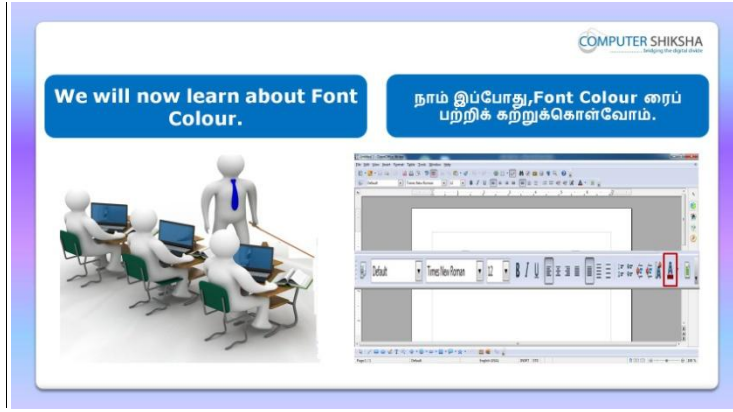 COMPUTER SHIKSHA
... bridging the digital divide
We will now learn about Font
Colour.
நாம் இப்போது,Font Colour ரைப்
பற்றிக் கற்றுக்கொள்வோம்.
Default
Times New Roman
12
B I U